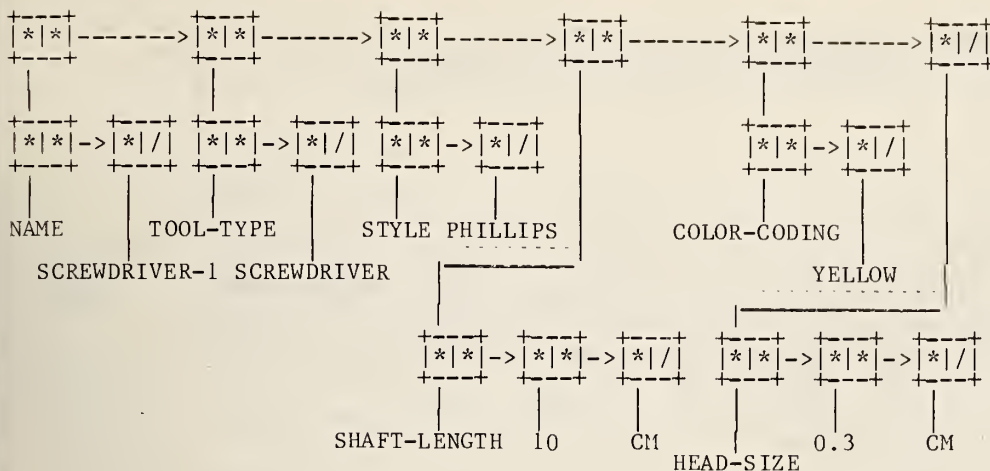 +---+ +---+ +---+ +---+ +---+ +---+
|*|*|-------->|*|*|-------->|*|*|-------->|*|*|-------->|*|*|-------->|*|/|
+---+ +---+ +---+ +---+ +---+ +---+
+---+ +---+ +---+ +---+ +---+ +---+ +---+ +---+
|*|*|->|*|/| |*|*|->|*|/| |*|*|->|*|/| |*|*|->|*|/|
+---+ +---+ +---+ +---+ +---+ +---+ +---+ +---+
NAME TOOL-TYPE STYLE PHILLIPS COLOR-CODING
SCREWDRIVER-1 SCREWDRIVER YELLOW
+---+ +---+ +---+ +---+ +---+ +---+
|*|*|->|*|*|->|*|/| |*|*|->|*|*|->|*|/|
+---+ +---+ +---+ +---+ +---+ +---+
SHAFT-LENGTH 10 CM 0.3 CM
HEAD-SIZE